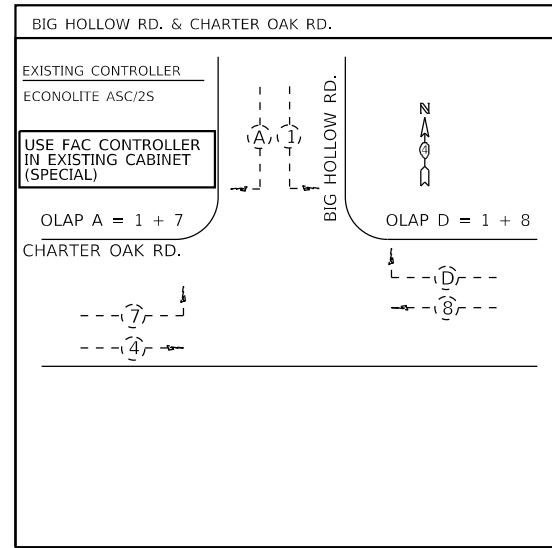 BIG HOLLOW RD. & CHARTER OAK RD.
EXISTING CONTROLLER
ECONOLITE ASC/2S
USE FAC CONTROLLER
IN EXISTING CABINET
(SPECIAL)
A 1
BIG HOLLOW RD.
N
4
OLAP A = 1 + 7
OLAP D = 1 + 8
CHARTER OAK RD.
D
7
8
4